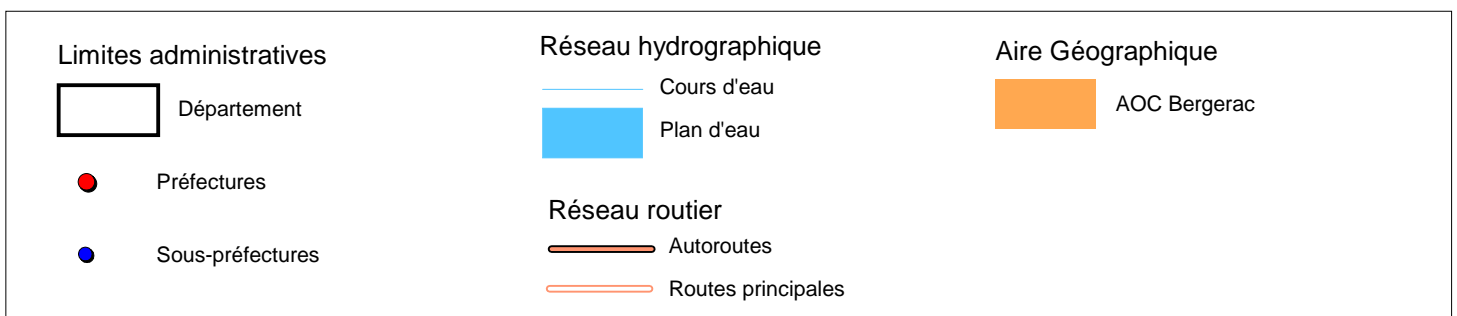 Limites administratives
Département
Préfectures
Sous-préfectures
Réseau hydrographique
Cours d'eau
Plan d'eau
Réseau routier
Autoroutes
Routes principales
Aire Géographique
AOC Bergerac